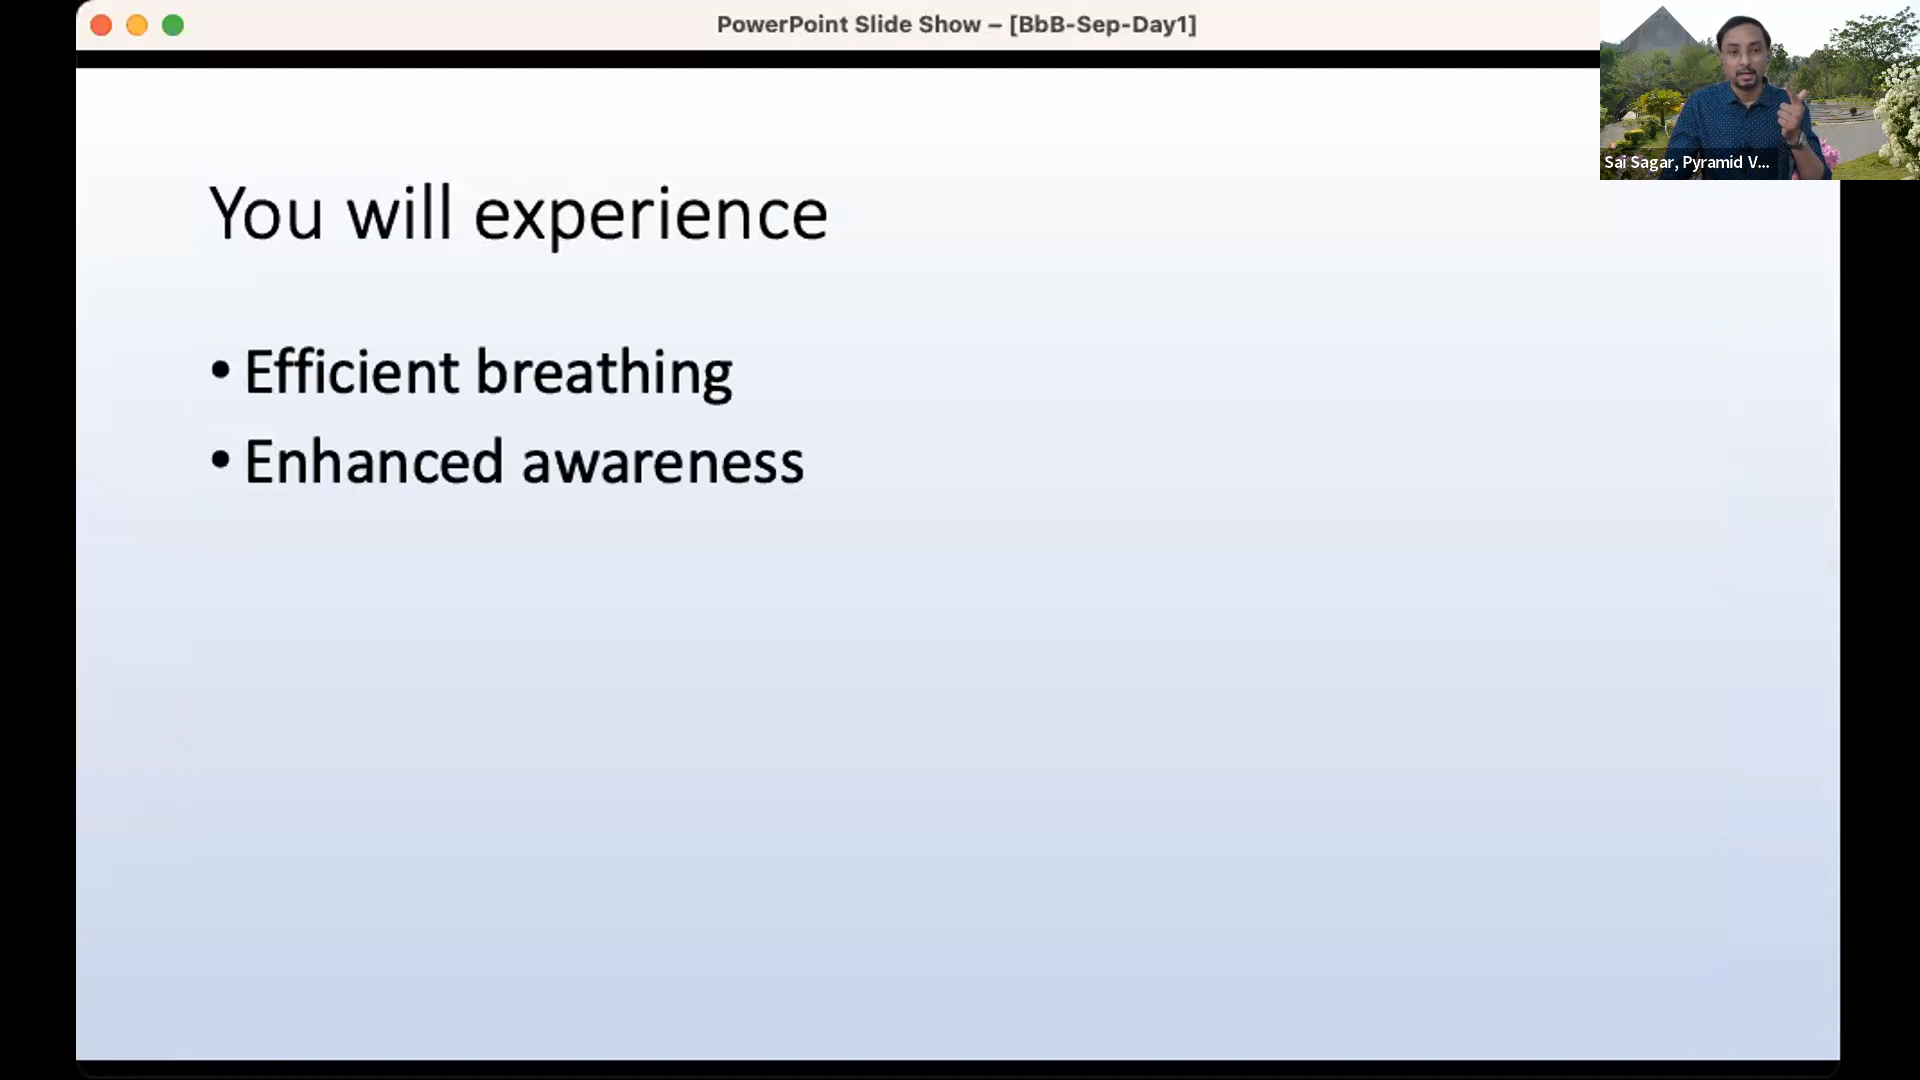 PowerPoint Slide Show – [BbB-Sep-Day1]
Sai Sagar, Pyramid V...
You will experience
• Efficient breathing
• Enhanced awareness